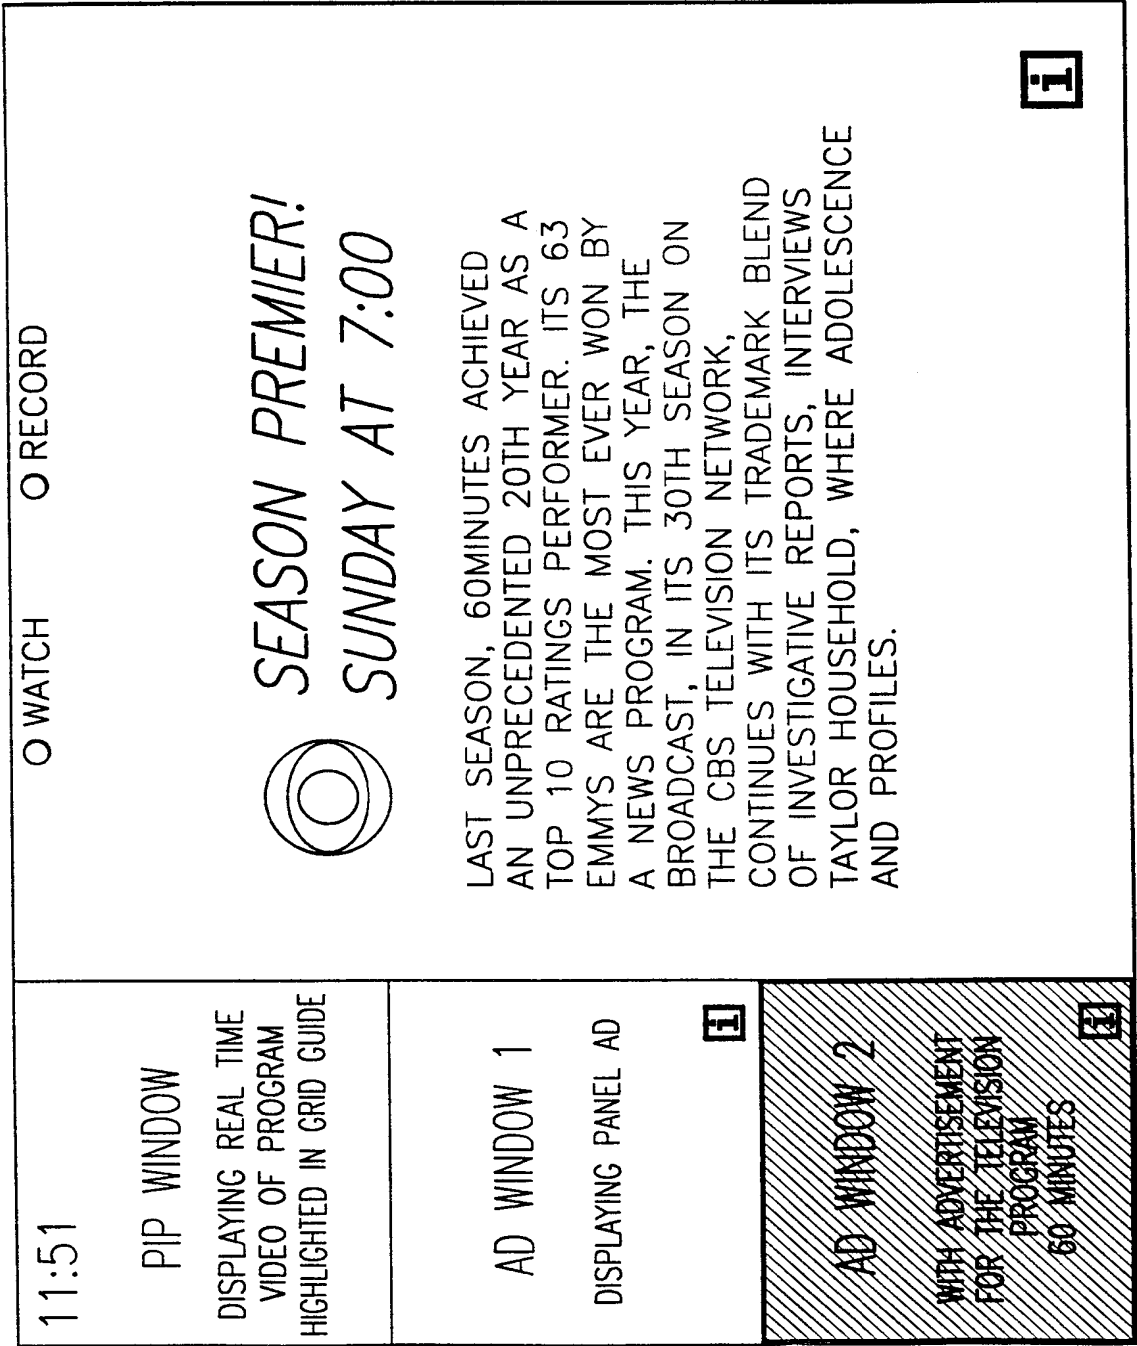 11:51
PIP WINDOW
DISPLAYING REAL TIME
VIDEO OF PROGRAM
HIGHLIGHTED IN GRID GUIDE
AD WINDOW 1
DISPLAYING PANEL AD
i
AD WINDOW 2
WITH ADVERTISEMENT
FOR THE TELEVISION
PROGRAM
60 MINUTES
i
O WATCH O RECORD
SEASON PREMIER!
SUNDAY AT 7:00
LAST SEASON, 60MINUTES ACHIEVED
AN UNPRECEDENTED 20TH YEAR AS A
TOP 10 RATINGS PERFORMER. ITS 63
EMMYS ARE THE MOST EVER WON BY
A NEWS PROGRAM. THIS YEAR, THE
BROADCAST, IN ITS 30TH SEASON ON
THE CBS TELEVISION NETWORK,
CONTINUES WITH ITS TRADEMARK BLEND
OF INVESTIGATIVE REPORTS, INTERVIEWS
TAYLOR HOUSEHOLD, WHERE ADOLESCENCE
AND PROFILES.
i